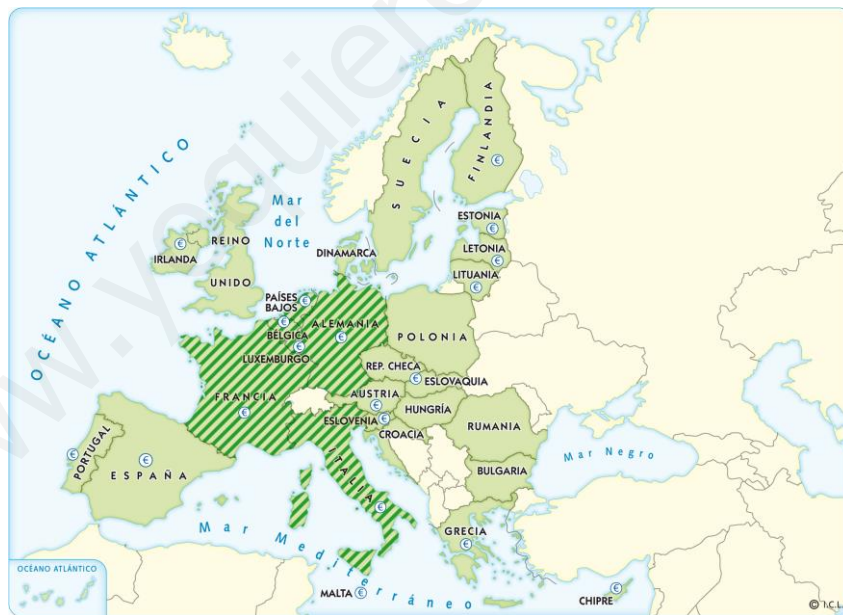 www.yoquiere
OCÉANO ATLÁNTICO
Mar
del
Norte
SUECIA
FINLANDIA
€
ESTONIA
€
LETONIA
€
LITUANIA
€
IRLANDA
€
REINO
UNIDO
DINAMARCA
PAÍSES
BAJOS
€
BÉLGICA
€
LUXEMBURGO
€
ALEMANIA
€
POLONIA
REP. CHECA
ESLOVAQUIA
€
FRANCIA
€
AUSTRIA
€
HUNGRÍA
ESLOVENIA
€
CROACIA
RUMANIA
BULGARIA
Mar Negro
ITALIA
€
PORTUGAL
€
ESPAÑA
€
Mar Mediterráneo
GRECIA
€
MALTA €
CHIPRE
€
OCÉANO ATLÁNTICO